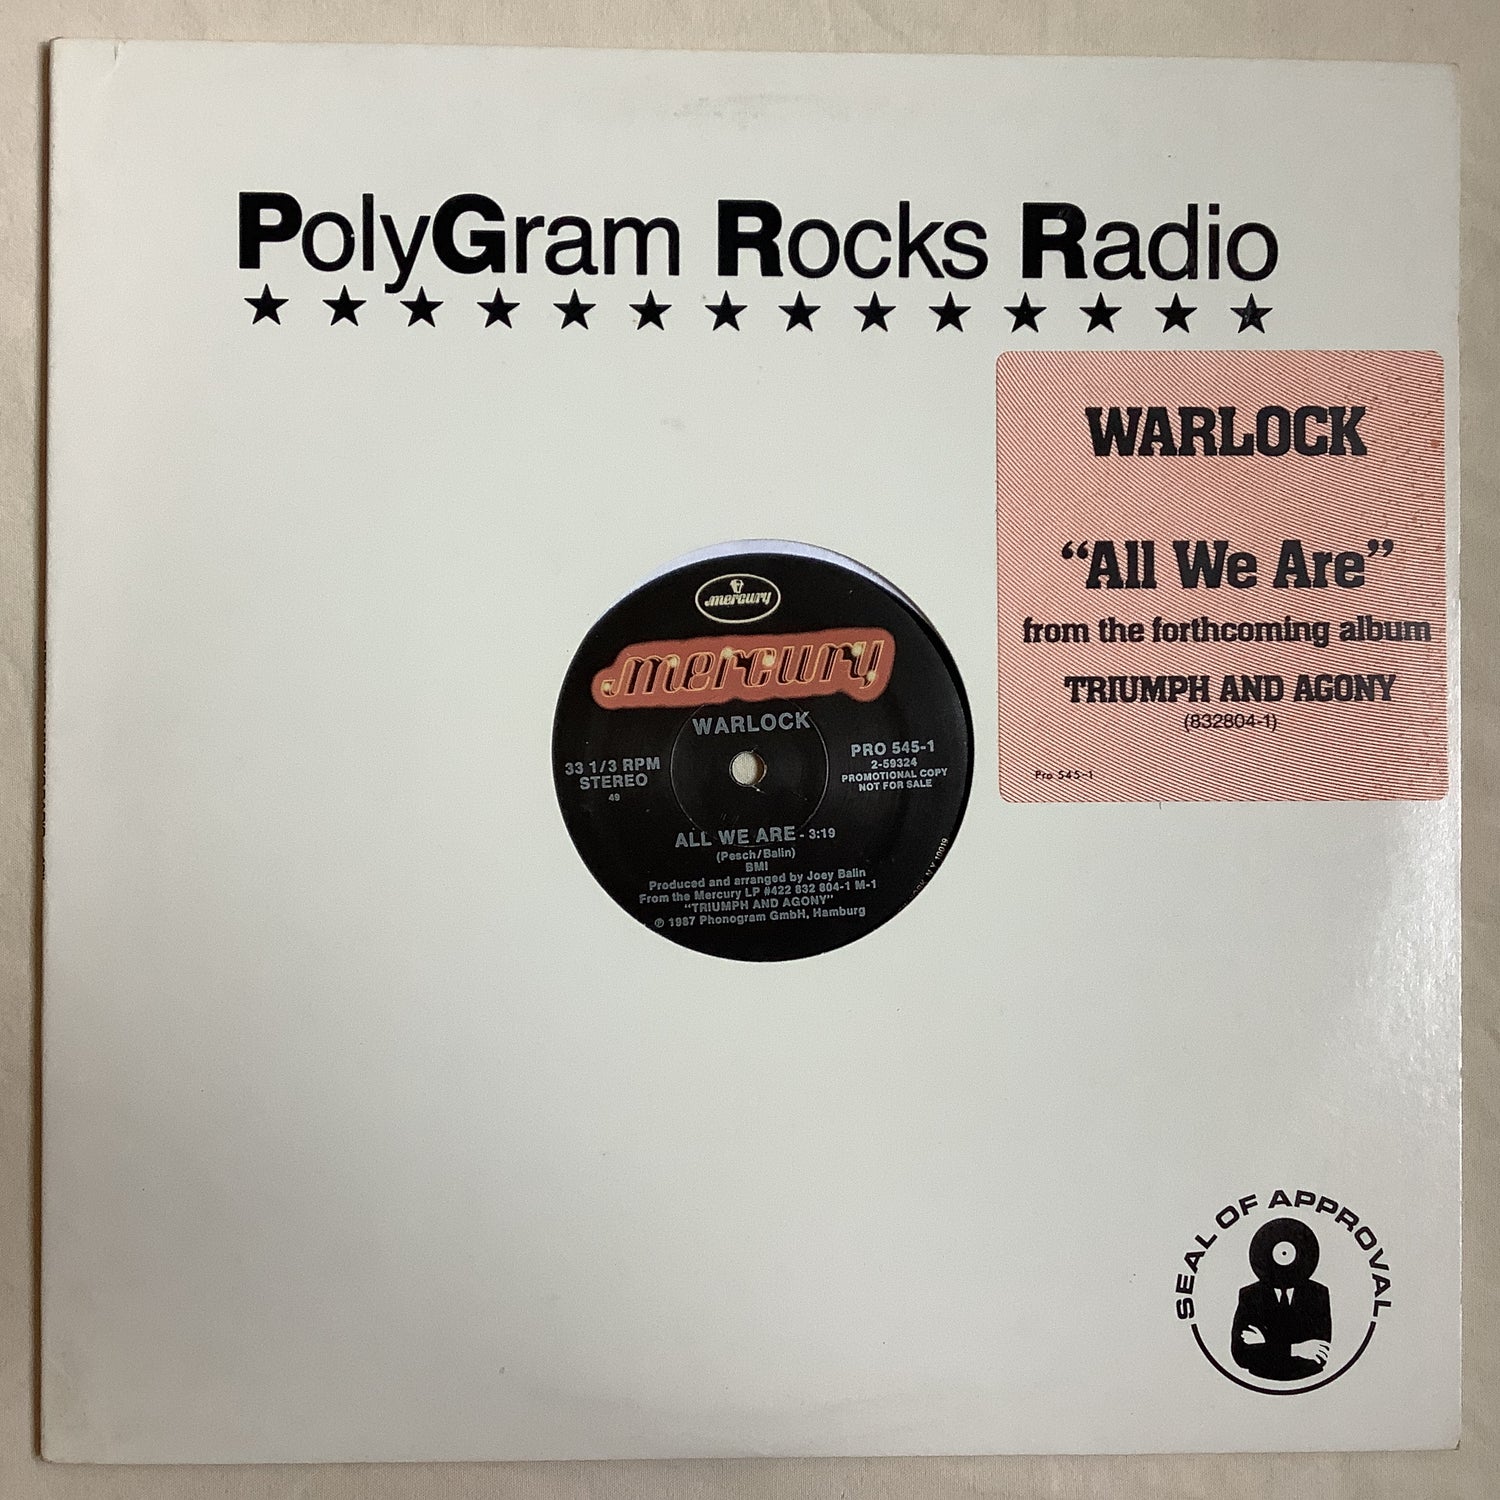 PolyGram Rocks Radio
WARLOCK
"All We Are"
from the forthcoming album
TRIUMPH AND AGONY
(832804-1)
Pro 545-1
mercury
mercury
WARLOCK
33 1/3 RPM
STEREO
49
PRO 545-1
2-59324
PROMOTIONAL COPY
NOT FOR SALE
ALL WE ARE - 3:19
(Pesch/Balin)
BMI
Produced and arranged by Joey Balin
From the Mercury LP #422 832 804-1 M-1
"TRIUMPH AND AGONY"
℗ 1987 Phonogram GmbH, Hamburg
N.Y. 10019
SEAL OF APPROVAL